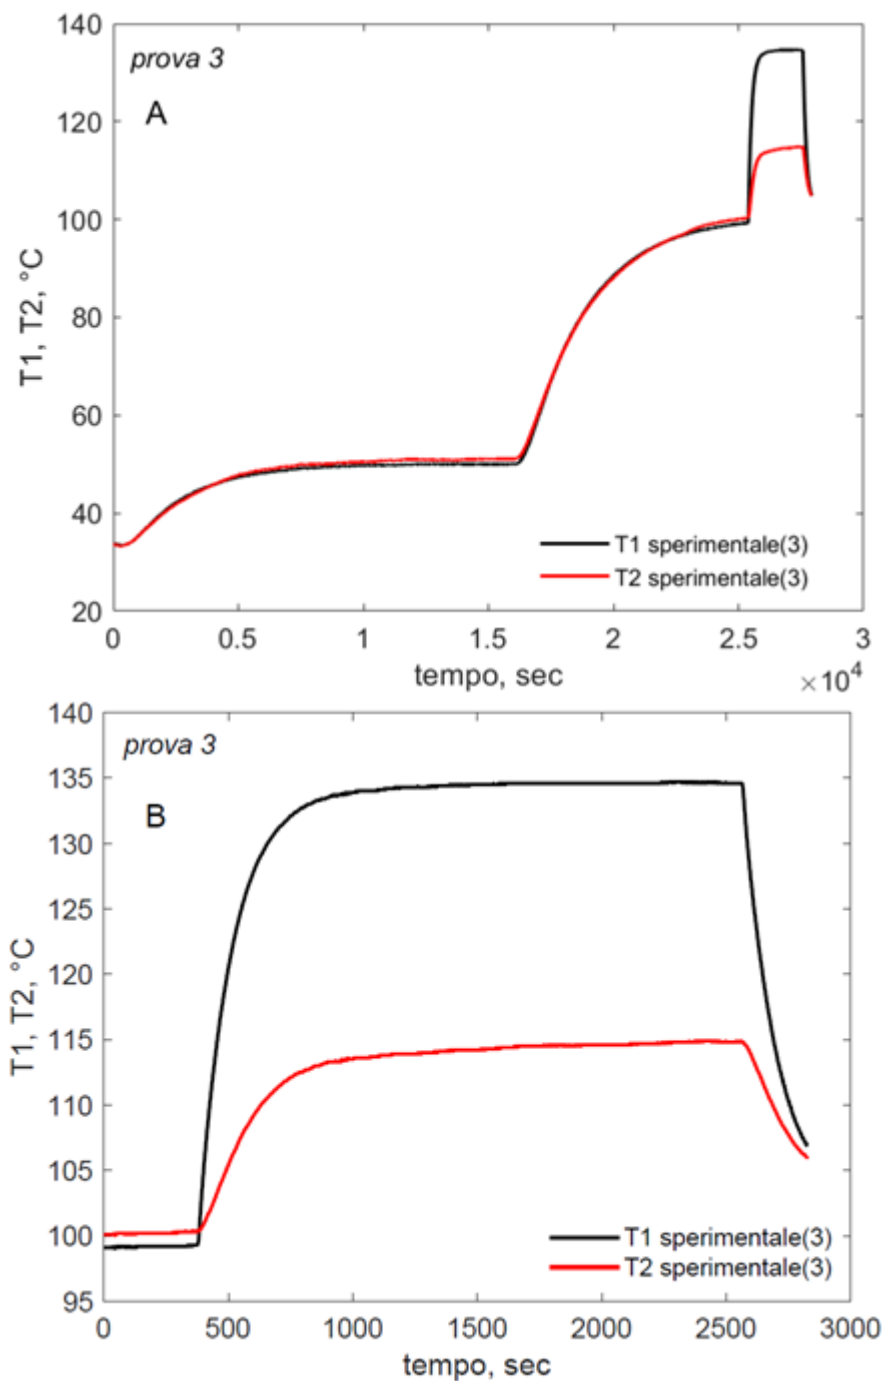 140
prova 3
A
120
100
80
60
40
20
T1, T2, °C
T1 sperimentale(3)
T2 sperimentale(3)
0 0.5 1 1.5 2 2.5 3
tempo, sec
×10⁴
140
prova 3
135
B
130
125
120
115
110
105
100
95
T1, T2, °C
T1 sperimentale(3)
T2 sperimentale(3)
0 500 1000 1500 2000 2500 3000
tempo, sec